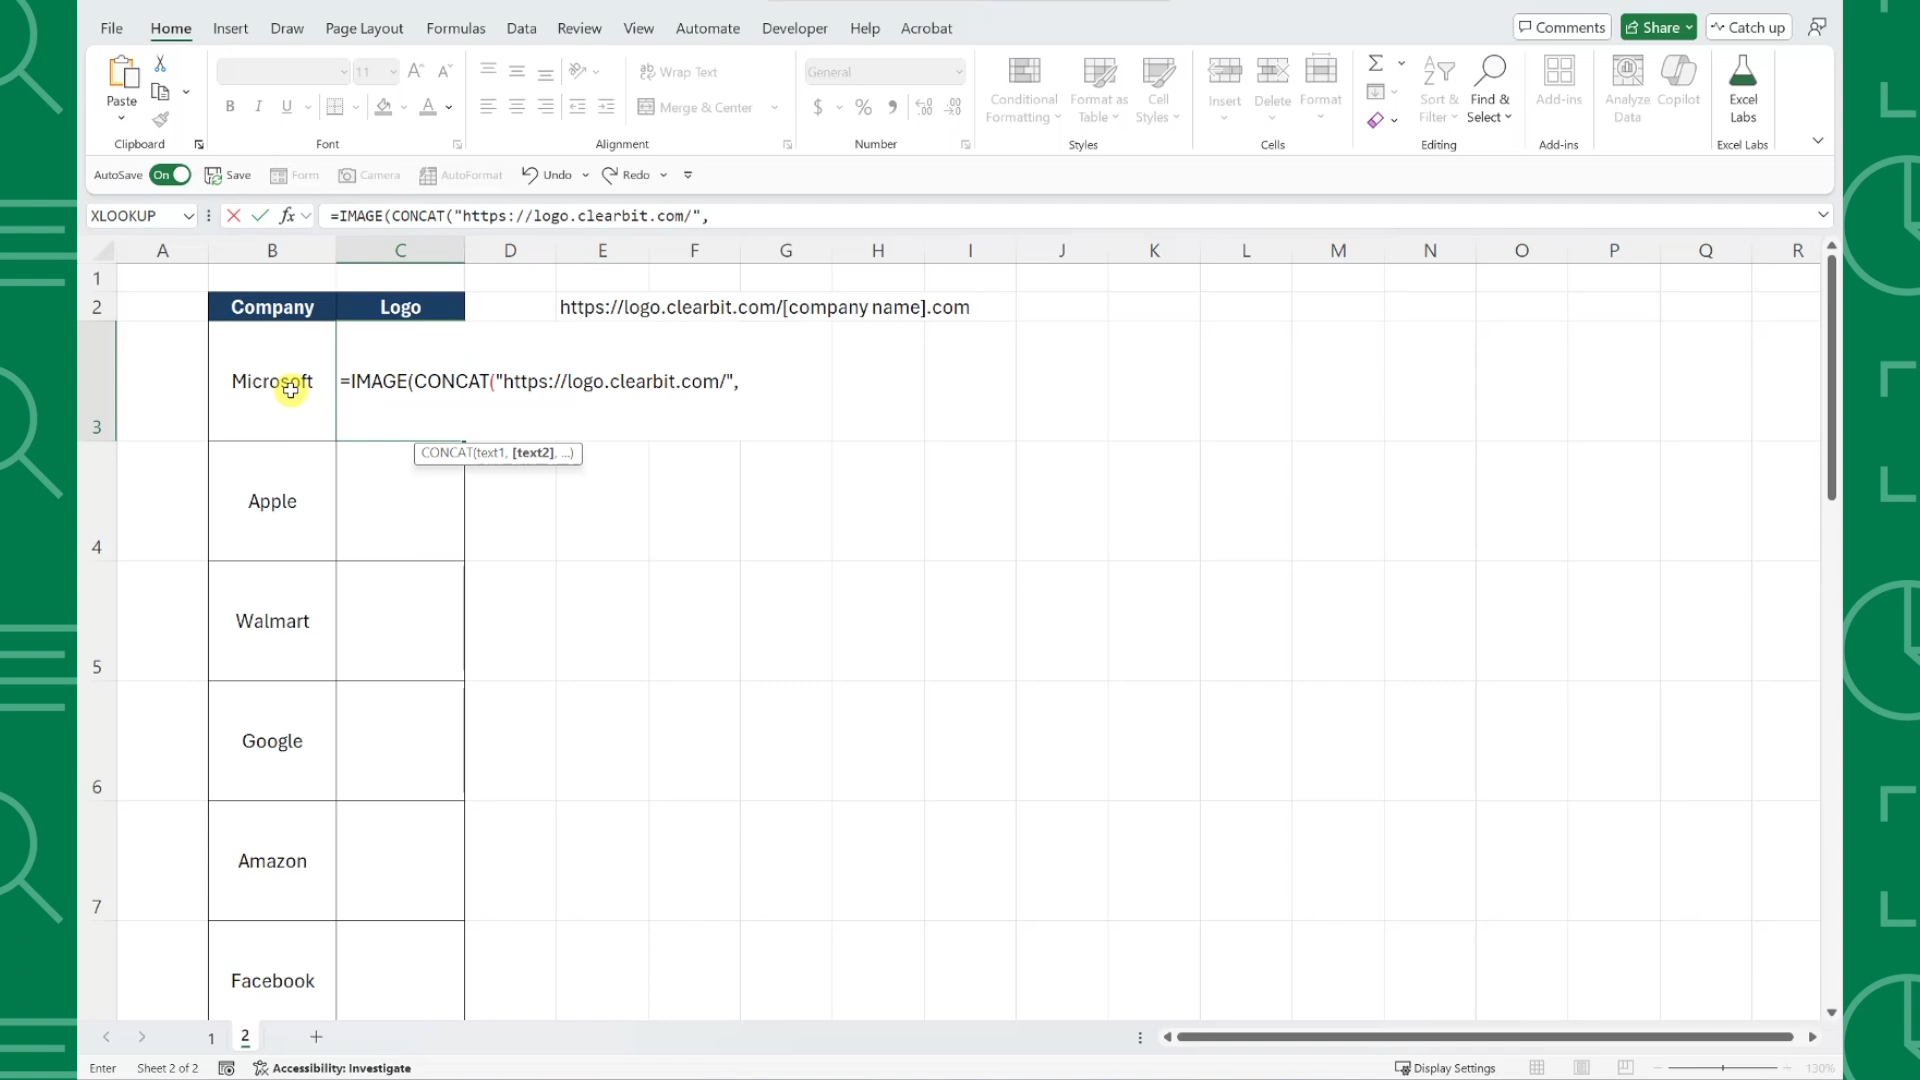 File Home Insert Draw Page Layout Formulas Data Review View Automate Developer Help Acrobat Comments Share Catch up
Paste
Clipboard
11
B I U
Font
Wrap Text
Merge & Center
Alignment
General
$ % 9
Number
Conditional Formatting
Format as Table
Cell Styles
Styles
Insert Delete Format
Cells
Sort & Filter
Find & Select
Editing
Add-ins
Add-ins
Analyze Data
Copilot
Excel Labs
Excel Labs
AutoSave On Save Form Camera AutoFormat Undo Redo
XLOOKUP fx =IMAGE(CONCAT("https://logo.clearbit.com/",
A B C D E F G H I J K L M N O P Q R
1
2 Company Logo https://logo.clearbit.com/[company name].com
3 Microsoft =IMAGE(CONCAT("https://logo.clearbit.com/",
CONCAT(text1, [text2], ...)
4 Apple
5 Walmart
6 Google
7 Amazon
Facebook
1 2 +
Enter Sheet 2 of 2 Accessibility: Investigate Display Settings 130%